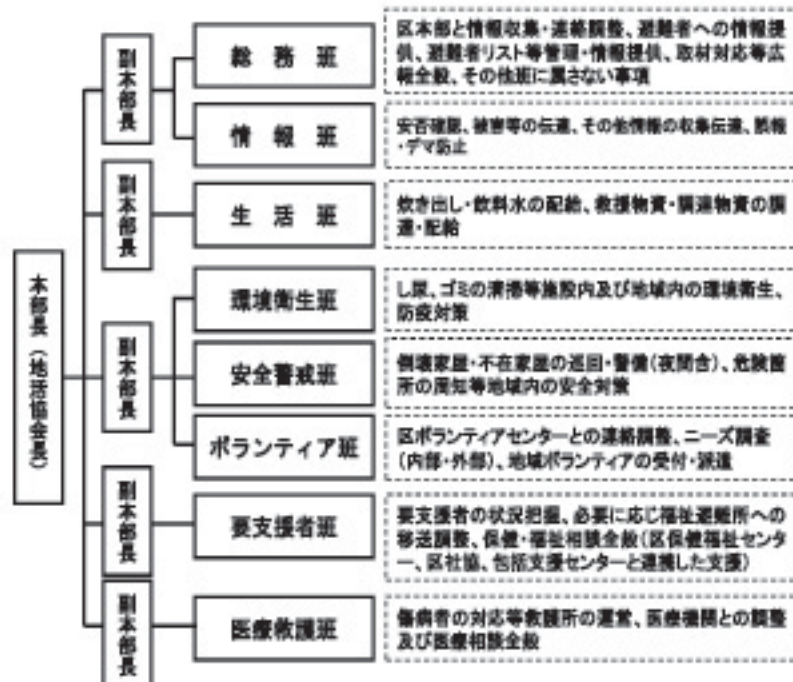 本部長（地活協会長）
副本部長
総務班
区本部と情報収集・連絡調整、避難者への情報提
供、避難者リスト等管理・情報提供、取材対応等広
報全般、その他班に属さない事項
情報班
安否確認、被害等の伝達、その他情報の収集伝達、誤報
・デマ防止
副本部長
生活班
炊き出し・飲料水の配給、救援物資・調達物資の調
達・配給
副本部長
環境衛生班
し尿、ゴミの清掃等施設内及び地域内の環境衛生、
防疫対策
安全警戒班
倒壊家屋・不在家屋の巡回・警備(夜間含)、危険箇
所の周知等地域内の安全対策
ボランティア班
区ボランティアセンターとの連絡調整、ニーズ調査
(内部・外部)、地域ボランティアの受付・派遣
副本部長
要支援者班
要支援者の状況把握、必要に応じ福祉避難所への
移送調整、保健・福祉相談全般(区保健福祉センタ
ー、区社協、包括支援センターと連携した支援)
副本部長
医療救護班
傷病者の対応等救護所の運営、医療機関との調整
及び医療相談全般